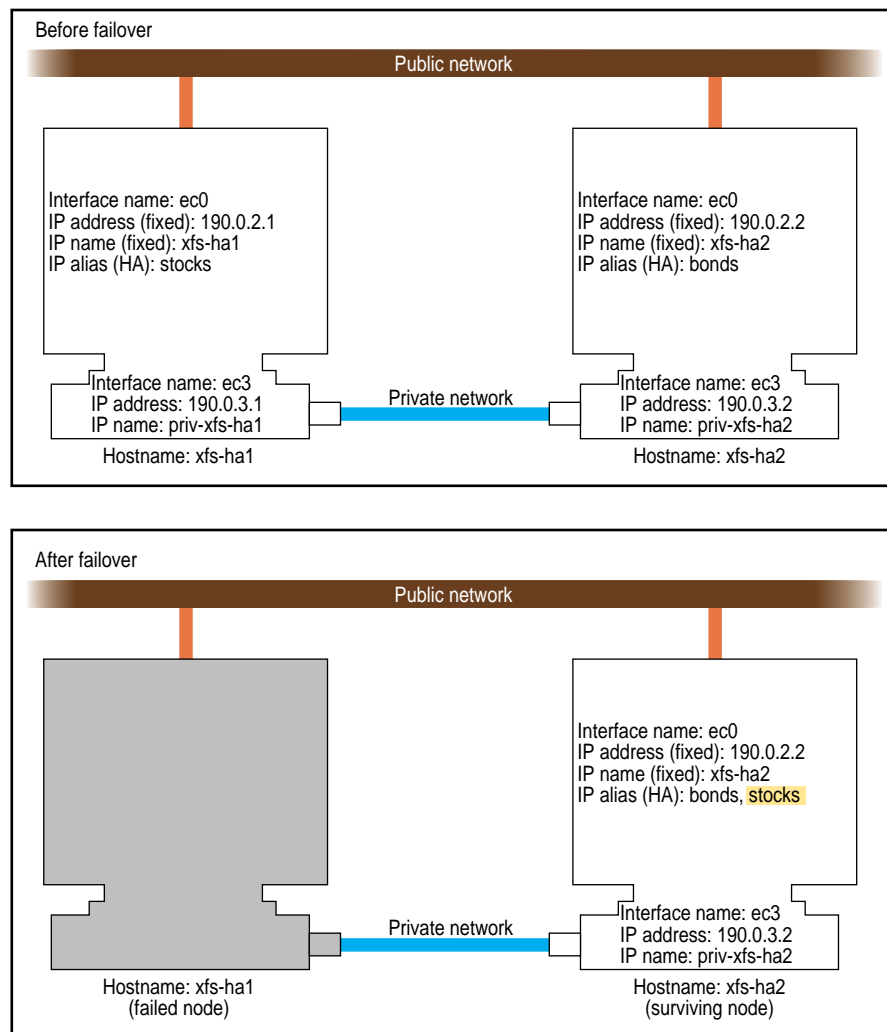 Before failover
Public network
Interface name: ec0
IP address (fixed): 190.0.2.1
IP name (fixed): xfs-ha1
IP alias (HA): stocks
Interface name: ec0
IP address (fixed): 190.0.2.2
IP name (fixed): xfs-ha2
IP alias (HA): bonds
Interface name: ec3
IP address: 190.0.3.1
IP name: priv-xfs-ha1
Private network
Interface name: ec3
IP address: 190.0.3.2
IP name: priv-xfs-ha2
Hostname: xfs-ha1
Hostname: xfs-ha2
After failover
Public network
Interface name: ec0
IP address (fixed): 190.0.2.2
IP name (fixed): xfs-ha2
IP alias (HA): bonds, stocks
Private network
Interface name: ec3
IP address: 190.0.3.2
IP name: priv-xfs-ha2
Hostname: xfs-ha1
(failed node)
Hostname: xfs-ha2
(surviving node)